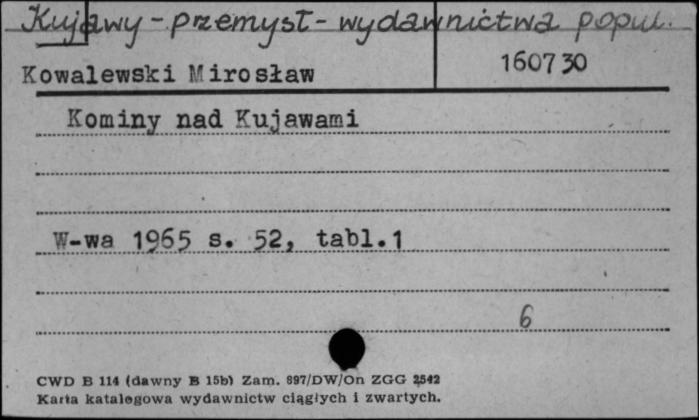 Kujawy - przemysł - wydawnictwa popul.
Kowalewski Mirosław
160730
Kominy nad Kujawami
W-wa 1965 s. 52, tabl.1
6
CWD B 114 (dawny B 15b) Zam. 897/DW/On ZGG 2542
Karta katalogowa wydawnictw ciągłych i zwartych.